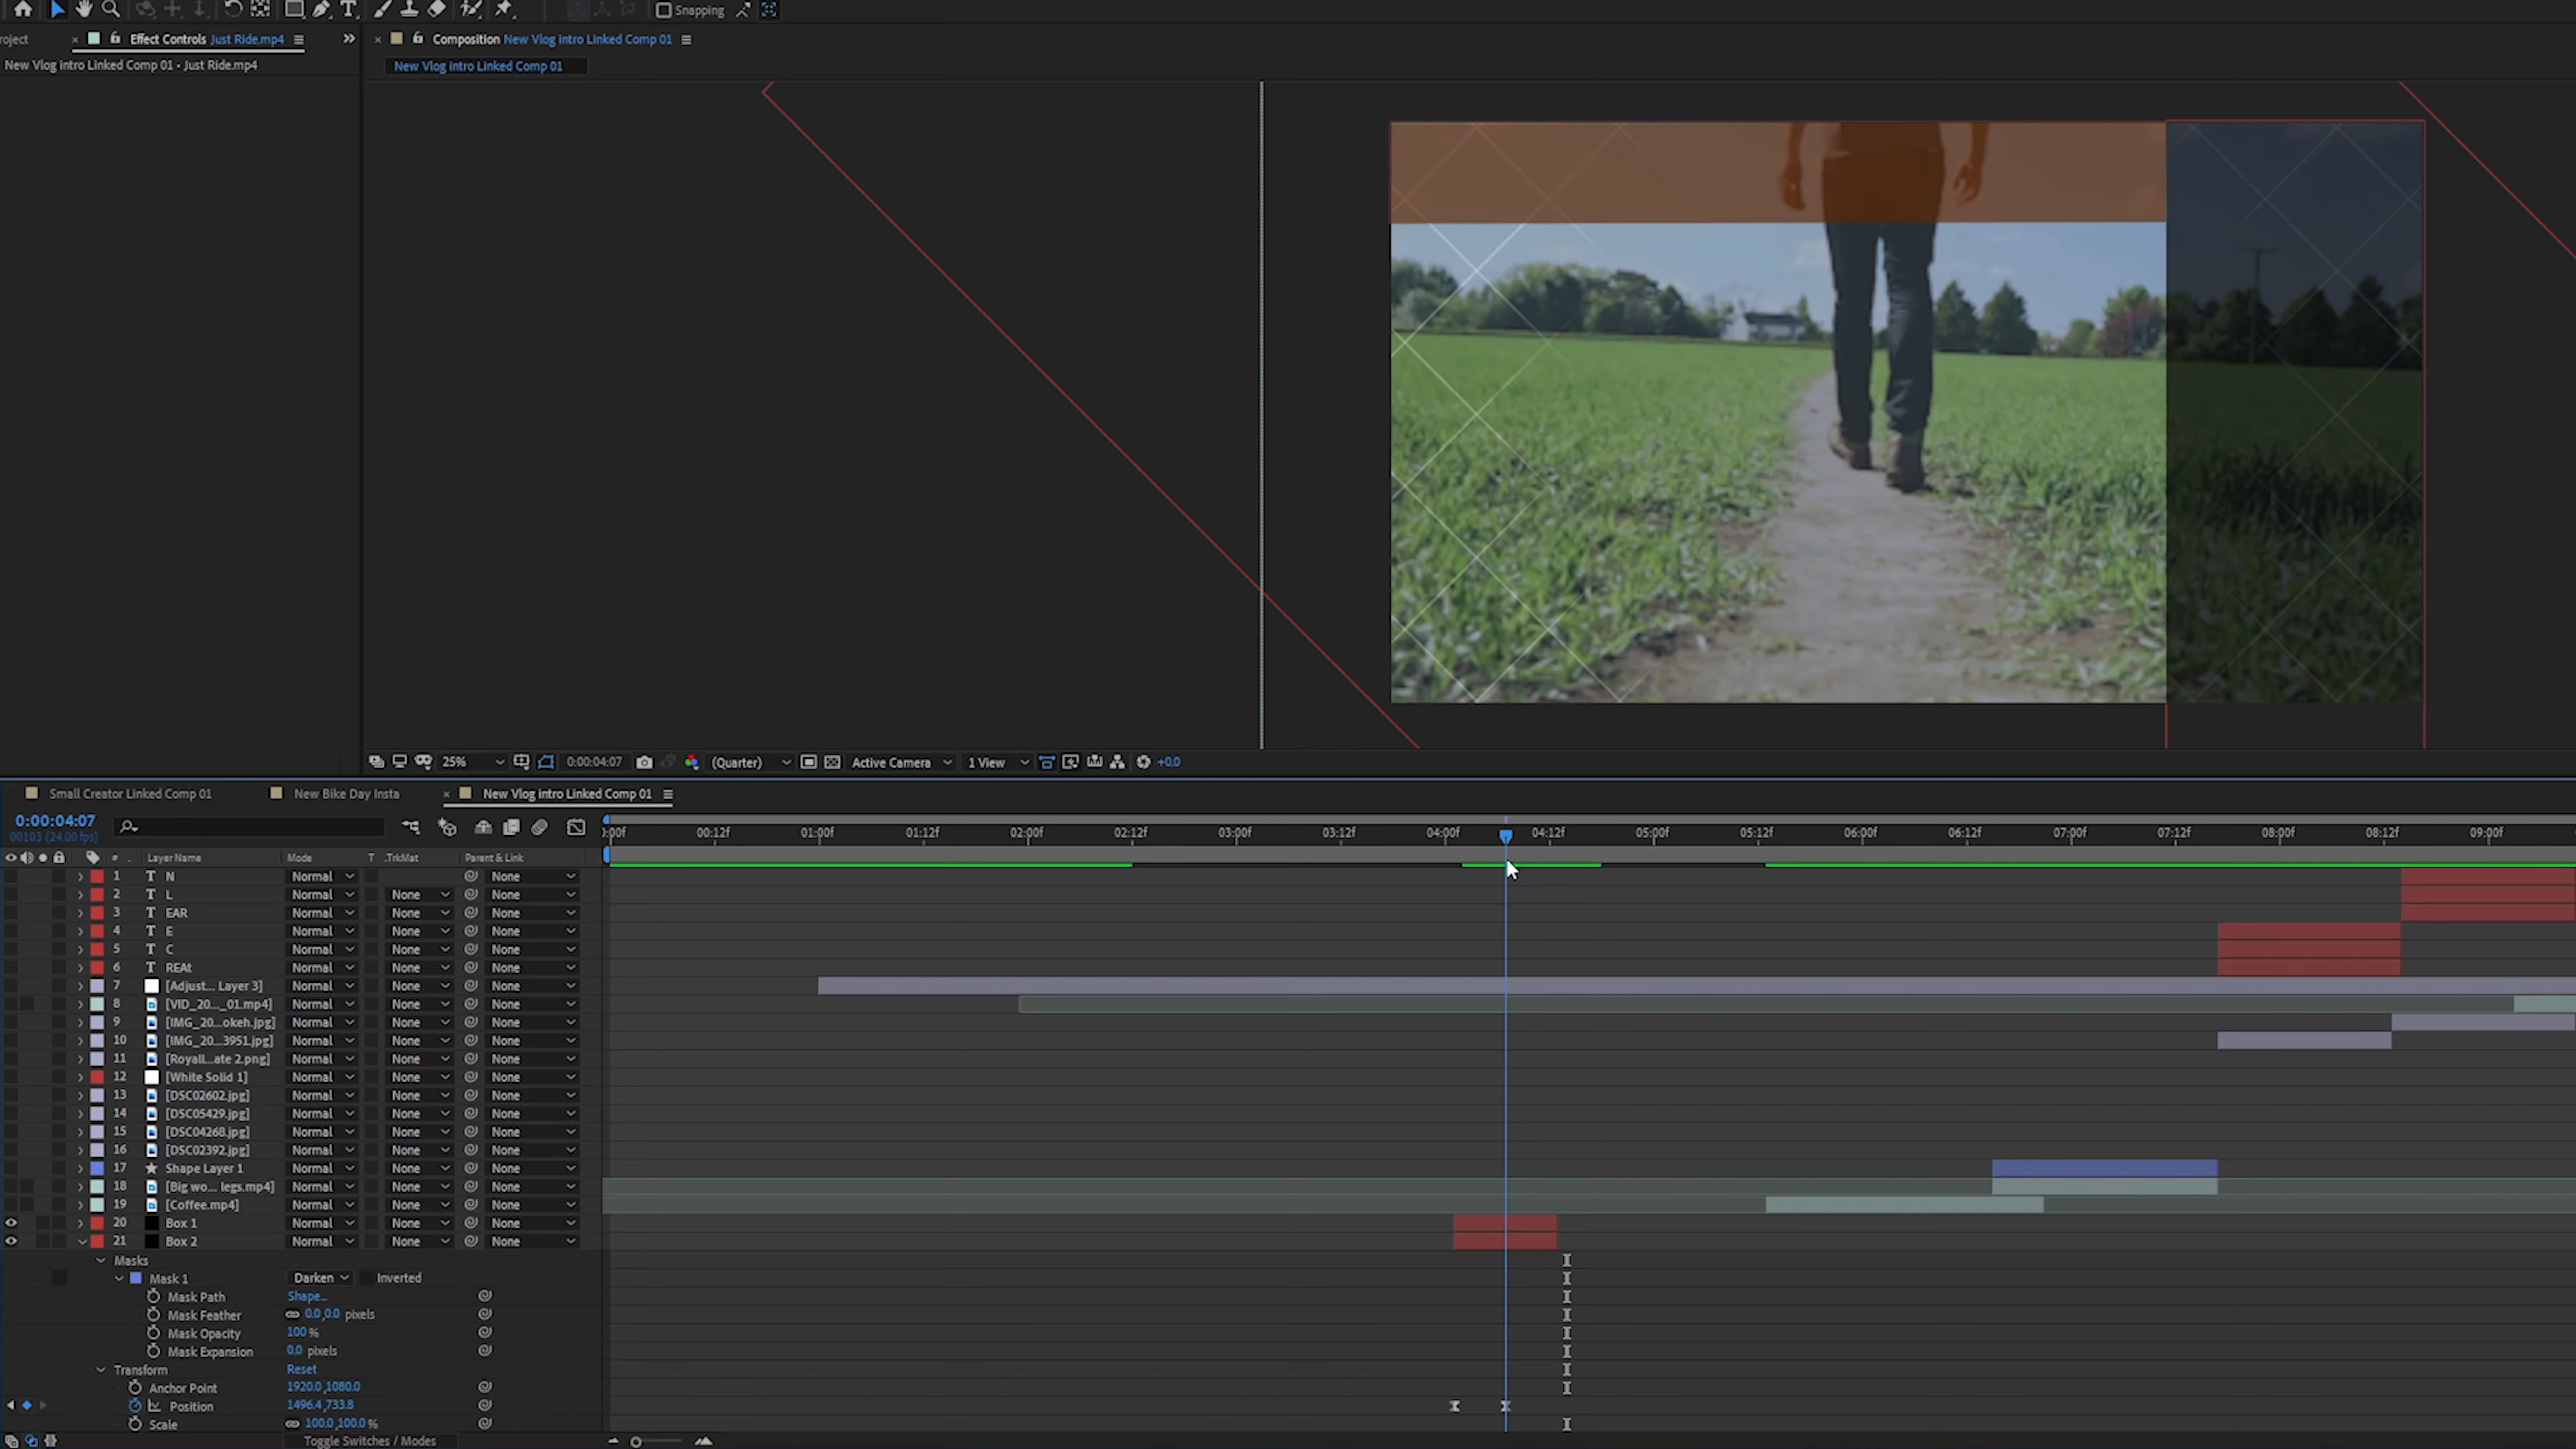 Snapping
roject
Effect Controls Just Ride.mp4
Composition New Vlog intro Linked Comp 01
New Vlog intro Linked Comp 01 • Just Ride.mp4
New Vlog intro Linked Comp 01
25%
0:00:04:07
(Quarter)
Active Camera
1 View
+0.0
Small Creator Linked Comp 01
New Bike Day Insta
New Vlog intro Linked Comp 01
0:00:04:07
00103 (24.00 fps)
):00f 00:12f 01:00f 01:12f 02:00f 02:12f 03:00f 03:12f 04:00f 04:12f 05:00f 05:12f 06:00f 06:12f 07:00f 07:12f 08:00f 08:12f 09:00f
# Layer Name Mode T .TrkMat Parent & Link
1 T N Normal None
2 T L Normal None None
3 T EAR Normal None None
4 T E Normal None None
5 T C Normal None None
6 T REAt Normal None None
7 [Adjust... Layer 3] Normal None None
8 [VID_20..._01.mp4] Normal None None
9 [IMG_20...okeh.jpg] Normal None None
10 [IMG_20...3951.jpg] Normal None None
11 [Royall...ate 2.png] Normal None None
12 [White Solid 1] Normal None None
13 [DSC02602.jpg] Normal None None
14 [DSC05429.jpg] Normal None None
15 [DSC04268.jpg] Normal None None
16 [DSC02392.jpg] Normal None None
17 Shape Layer 1 Normal None None
18 [Big wo... legs.mp4] Normal None None
19 [Coffee.mp4] Normal None None
20 Box 1 Normal None None
21 Box 2 Normal None None
Masks
Mask 1 Darken Inverted
Mask Path Shape...
Mask Feather 0.0,0.0 pixels
Mask Opacity 100 %
Mask Expansion 0.0 pixels
Transform Reset
Anchor Point 1920.0,1080.0
Position 1496.4,733.8
Scale 100.0,100.0 %
Toggle Switches / Modes